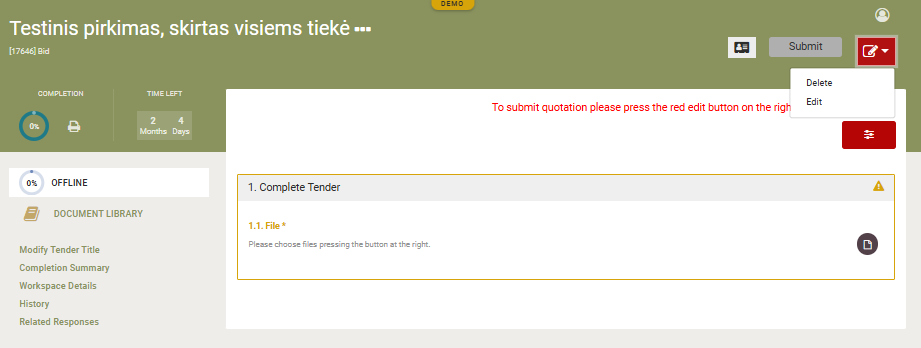 DEMO
Testinis pirkimas, skirtas visiems tiekė •••
[17646] Bid
Submit
Delete
Edit
COMPLETION
TIME LEFT
0%
2 4
Months Days
To submit quotation please press the red edit button on the righ
0%
OFFLINE
DOCUMENT LIBRARY
Modify Tender Title
Completion Summary
Workspace Details
History
Related Responses
1. Complete Tender
1.1. File *
Please choose files pressing the button at the right.